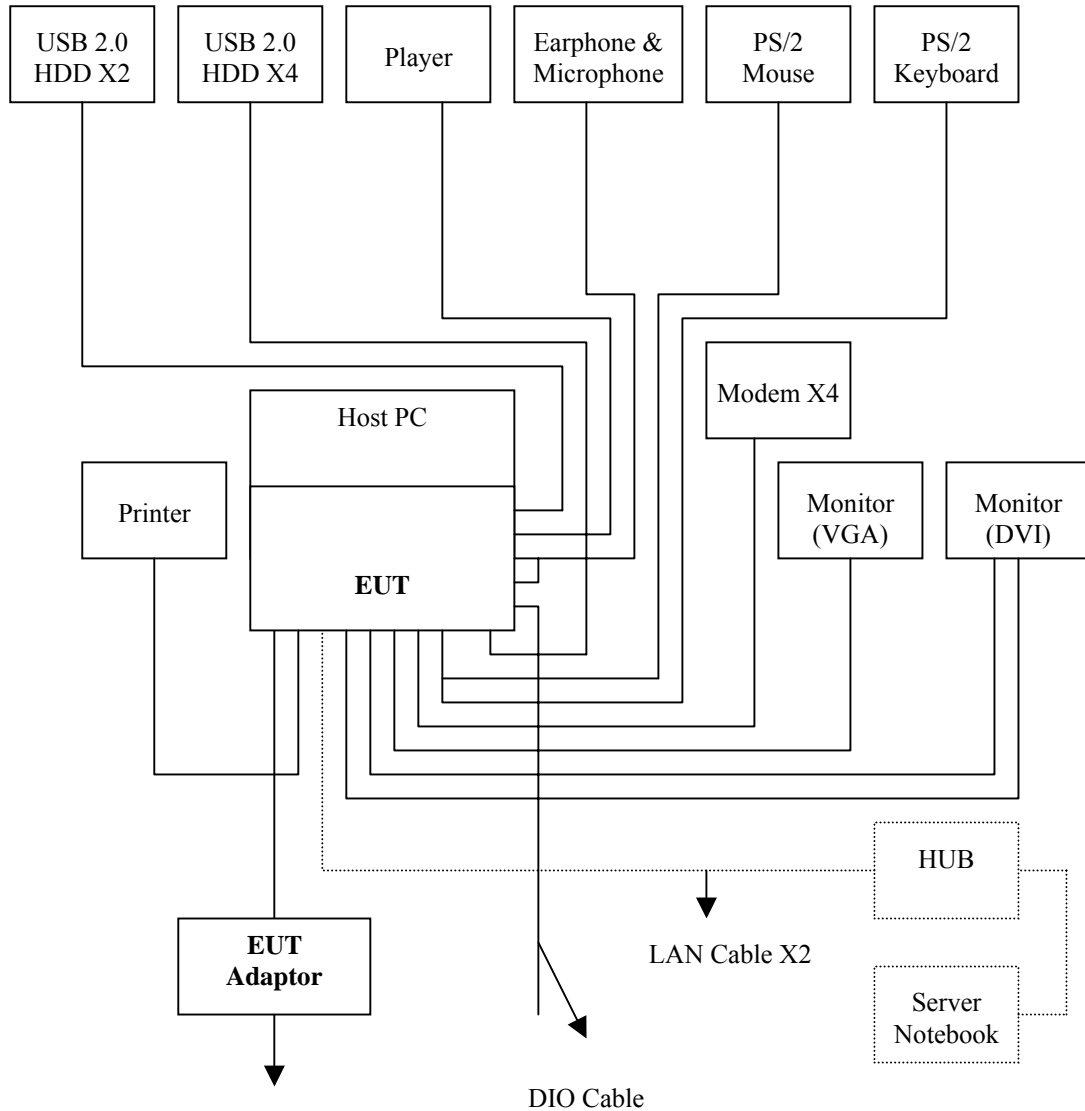 USB 2.0
HDD X2
USB 2.0
HDD X4
Player
Earphone &
Microphone
PS/2
Mouse
PS/2
Keyboard
Host PC
Modem X4
Printer
EUT
Monitor
(VGA)
Monitor
(DVI)
HUB
EUT
Adaptor
LAN Cable X2
Server
Notebook
DIO Cable